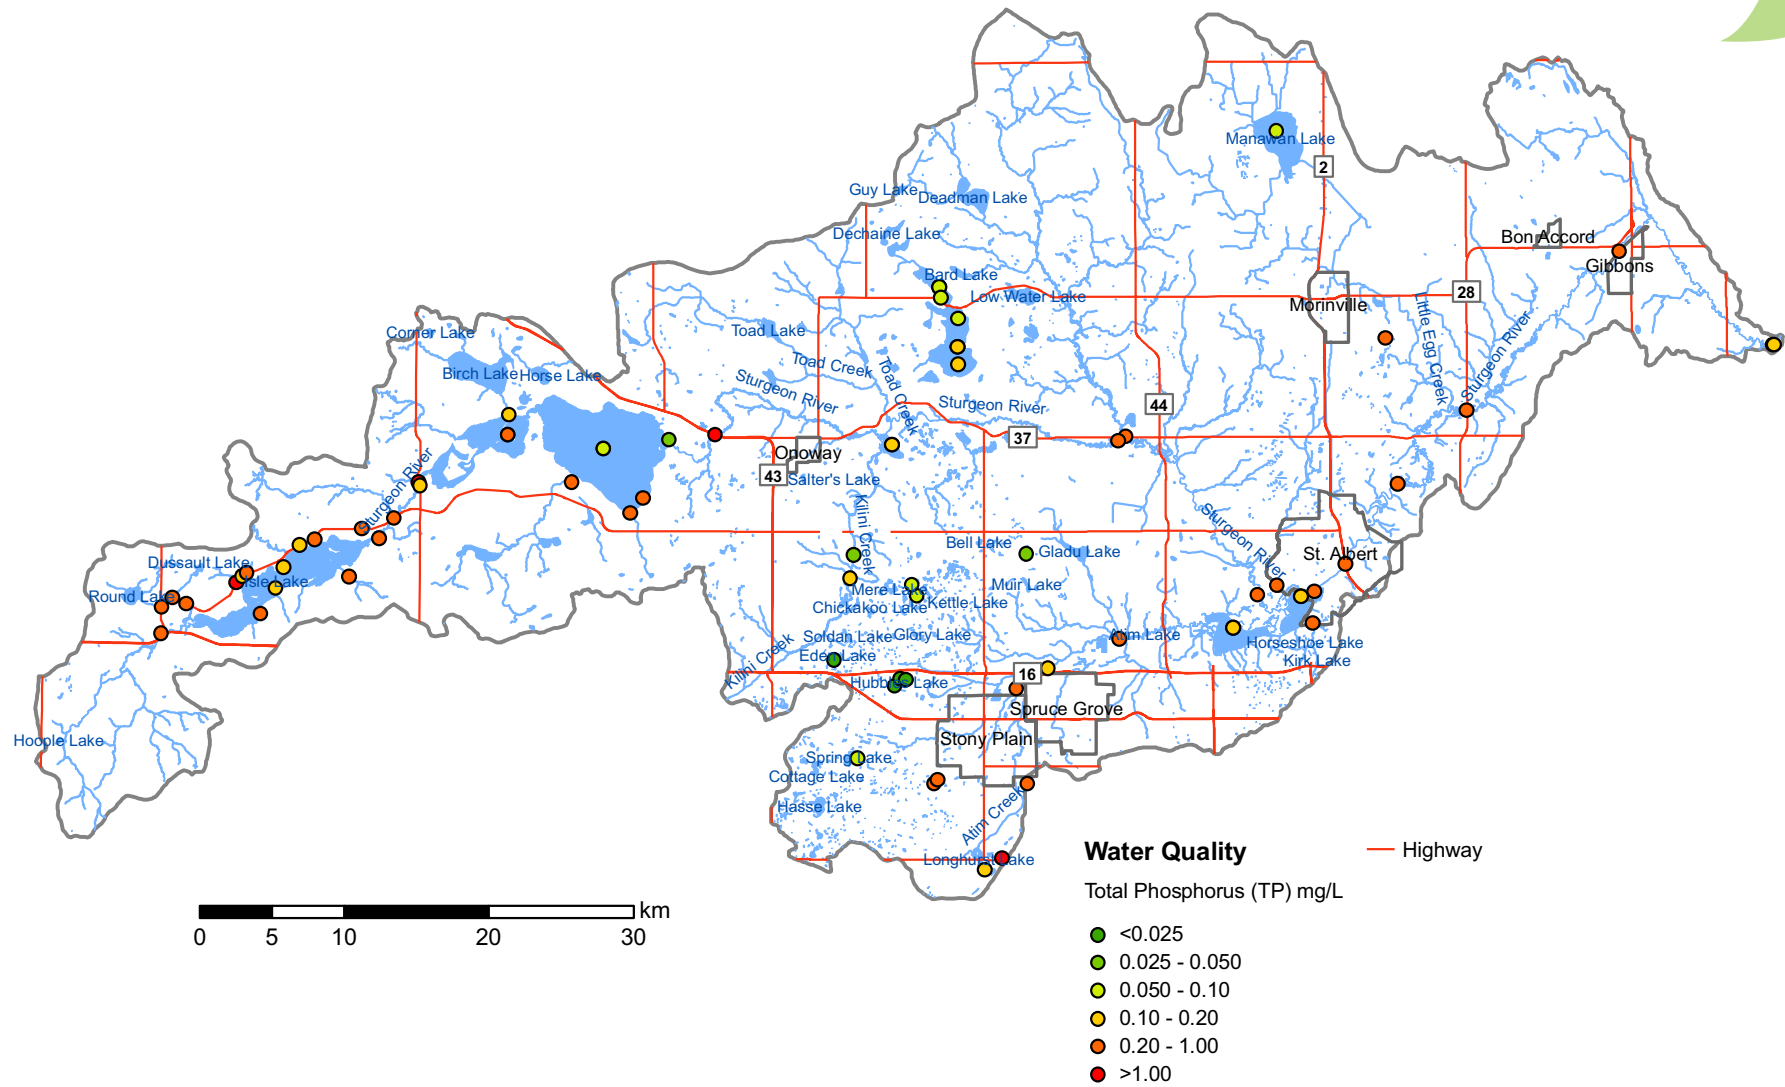 Manawan Lake
2
Guy Lake
Deadman Lake
Dechaine Lake
Bon Accord
Gibbons
Bard Lake
Low Water Lake
28
Morinville
Little Egg Creek
Sturgeon River
Corner Lake
Toad Lake
Toad Creek
Toad Creek
Birch Lake
Horse Lake
Sturgeon River
Sturgeon River
44
37
Onoway
43
Salter's Lake
Sturgeon River
Kilini Creek
Sturgeon River
Bell Lake
Gladu Lake
St. Albert
Dussault Lake
Isle Lake
Round Lake
Mere Lake
Muir Lake
Chickakoo Lake
Kettle Lake
Soldan Lake
Glory Lake
Atim Lake
Horseshoe Lake
Eden Lake
Kirk Lake
Kilini Creek
16
Hubbles Lake
Spruce Grove
Hoople Lake
Stony Plain
Spring Lake
Cottage Lake
Hasse Lake
Atim Creek
Longhurst Lake
Water Quality
Highway
Total Phosphorus (TP) mg/L
<0.025
0.025 - 0.050
0.050 - 0.10
0.10 - 0.20
0.20 - 1.00
>1.00
km
0 5 10 20 30